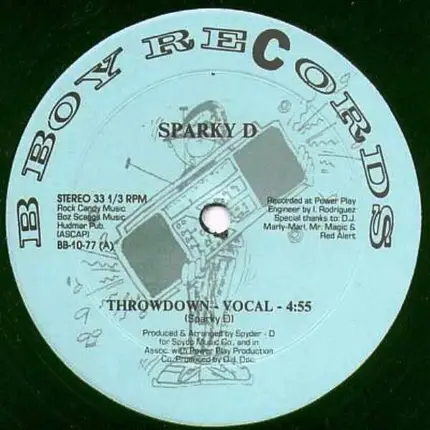 BBOY RECORDS
SPARKY D
STEREO 33 1/3 RPM
Rock Candy Music
Boz Scaggs Music
Hudmar Pub.
(ASCAP)
BB-10-77 (A)
Recorded at Power Play
Engineer by I. Rodriguez
Special thanks to: D.J.
Marly-Marl, Mr. Magic &
Red Alert
THROWDOWN - VOCAL - 4:55
(Sparky D)
Produced & Arranged by Spyder - D
for Spydo Music Co. and in
Assoc. with Power Play Production
Co. Produced by D.J. Doc